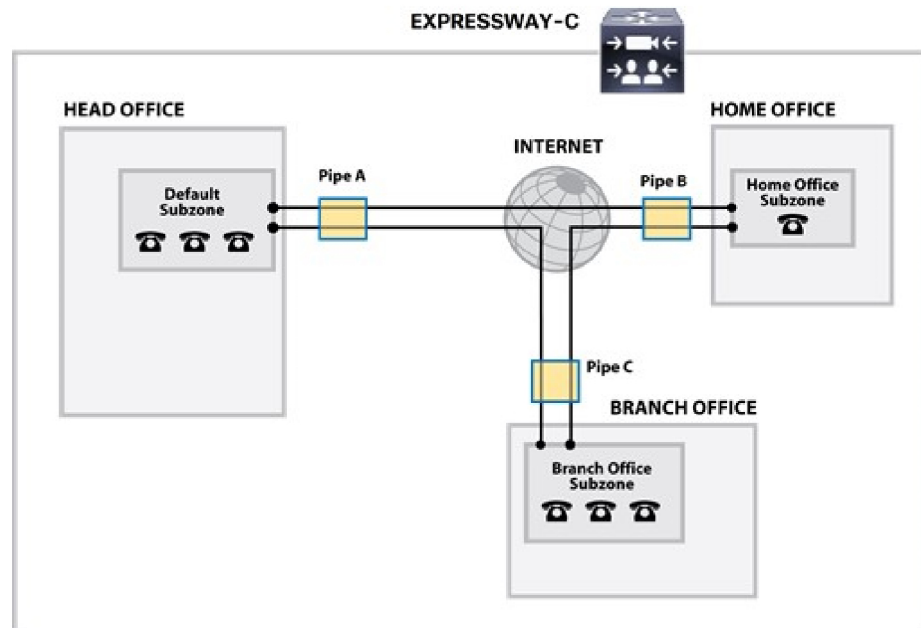 EXPRESSWAY-C
HEAD OFFICE
HOME OFFICE
INTERNET
Pipe A
Pipe B
Default
Subzone
Home Office
Subzone
Pipe C
BRANCH OFFICE
Branch Office
Subzone